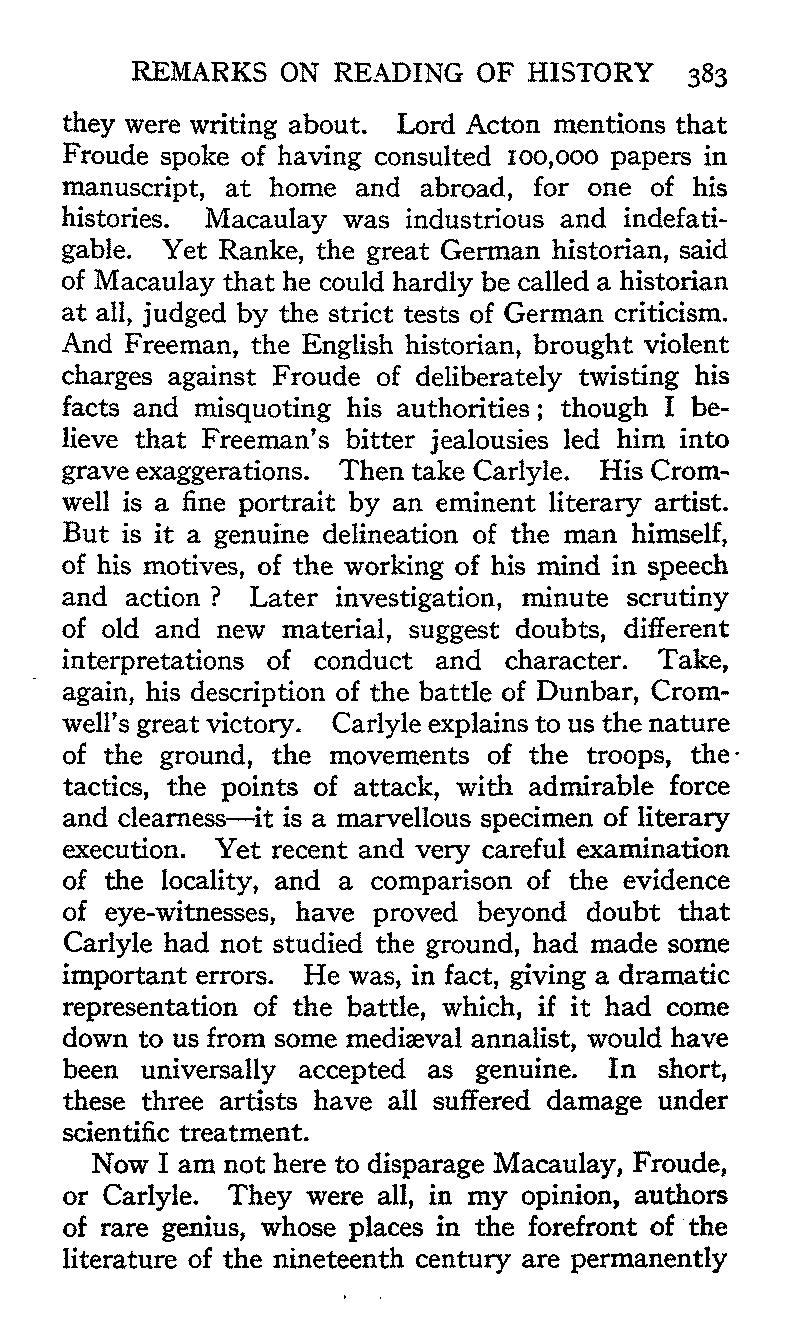 REMARKS ON READING OF HISTORY 383
they were writing about. Lord Acton mentions that
Froude spoke of having consulted 100,000 papers in
manuscript, at home and abroad, for one of his
histories. Macaulay was industrious and indefati-
gable. Yet Ranke, the great German historian, said
of Macaulay that he could hardly be called a historian
at all, judged by the strict tests of German criticism.
And Freeman, the English historian, brought violent
charges against Froude of deliberately twisting his
facts and misquoting his authorities; though I be-
lieve that Freeman's bitter jealousies led him into
grave exaggerations. Then take Carlyle. His Crom-
well is a fine portrait by an eminent literary artist.
But is it a genuine delineation of the man himself,
of his motives, of the working of his mind in speech
and action? Later investigation, minute scrutiny
of old and new material, suggest doubts, different
interpretations of conduct and character. Take,
again, his description of the battle of Dunbar, Crom-
well's great victory. Carlyle explains to us the nature
of the ground, the movements of the troops, the
tactics, the points of attack, with admirable force
and clearness—it is a marvellous specimen of literary
execution. Yet recent and very careful examination
of the locality, and a comparison of the evidence
of eye-witnesses, have proved beyond doubt that
Carlyle had not studied the ground, had made some
important errors. He was, in fact, giving a dramatic
representation of the battle, which, if it had come
down to us from some mediæval annalist, would have
been universally accepted as genuine. In short,
these three artists have all suffered damage under
scientific treatment.
Now I am not here to disparage Macaulay, Froude,
or Carlyle. They were all, in my opinion, authors
of rare genius, whose places in the forefront of the
literature of the nineteenth century are permanently